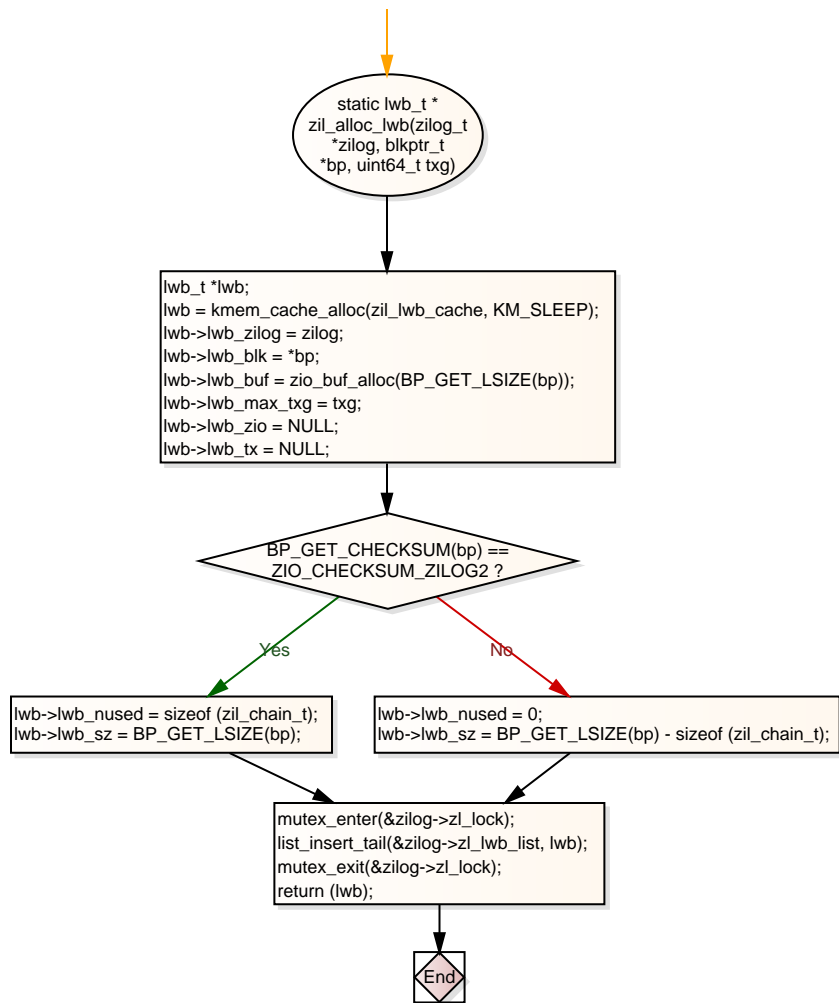 static lwb_t *
zil_alloc_lwb(zilog_t
*zilog, blkptr_t
*bp, uint64_t txg)
lwb_t *lwb;
lwb = kmem_cache_alloc(zil_lwb_cache, KM_SLEEP);
lwb->lwb_zilog = zilog;
lwb->lwb_blk = *bp;
lwb->lwb_buf = zio_buf_alloc(BP_GET_LSIZE(bp));
lwb->lwb_max_txg = txg;
lwb->lwb_zio = NULL;
lwb->lwb_tx = NULL;
BP_GET_CHECKSUM(bp) ==
ZIO_CHECKSUM_ZILOG2 ?
Yes
No
lwb->lwb_nused = sizeof (zil_chain_t);
lwb->lwb_sz = BP_GET_LSIZE(bp);
lwb->lwb_nused = 0;
lwb->lwb_sz = BP_GET_LSIZE(bp) - sizeof (zil_chain_t);
mutex_enter(&zilog->zl_lock);
list_insert_tail(&zilog->zl_lwb_list, lwb);
mutex_exit(&zilog->zl_lock);
return (lwb);
End